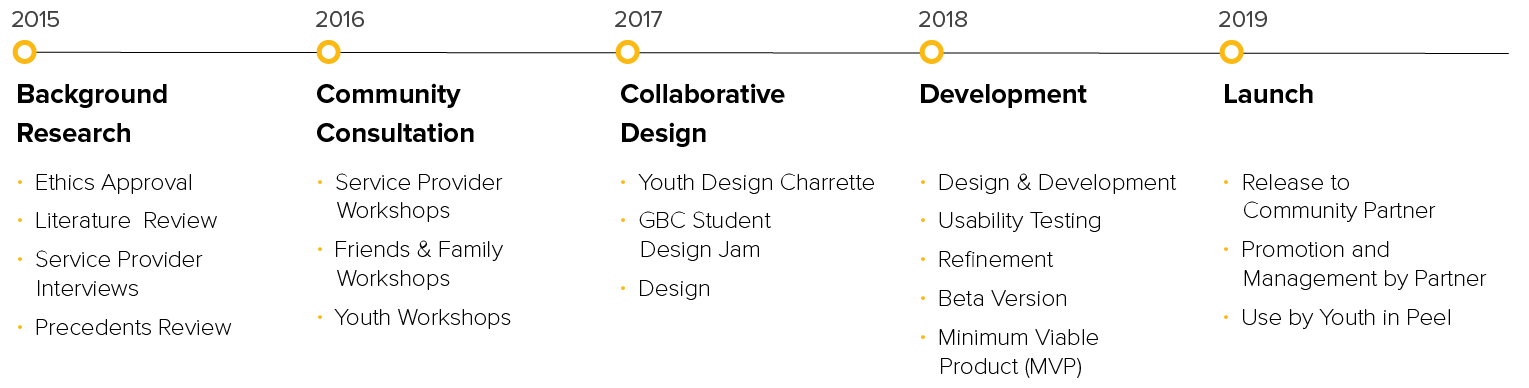 2015
Background
Research
• Ethics Approval
• Literature Review
• Service Provider
Interviews
• Precedents Review
2016
Community
Consultation
• Service Provider
Workshops
• Friends & Family
Workshops
• Youth Workshops
2017
Collaborative
Design
• Youth Design Charrette
• GBC Student
Design Jam
• Design
2018
Development
• Design & Development
• Usability Testing
• Refinement
• Beta Version
• Minimum Viable
Product (MVP)
2019
Launch
• Release to
Community Partner
• Promotion and
Management by Partner
• Use by Youth in Peel